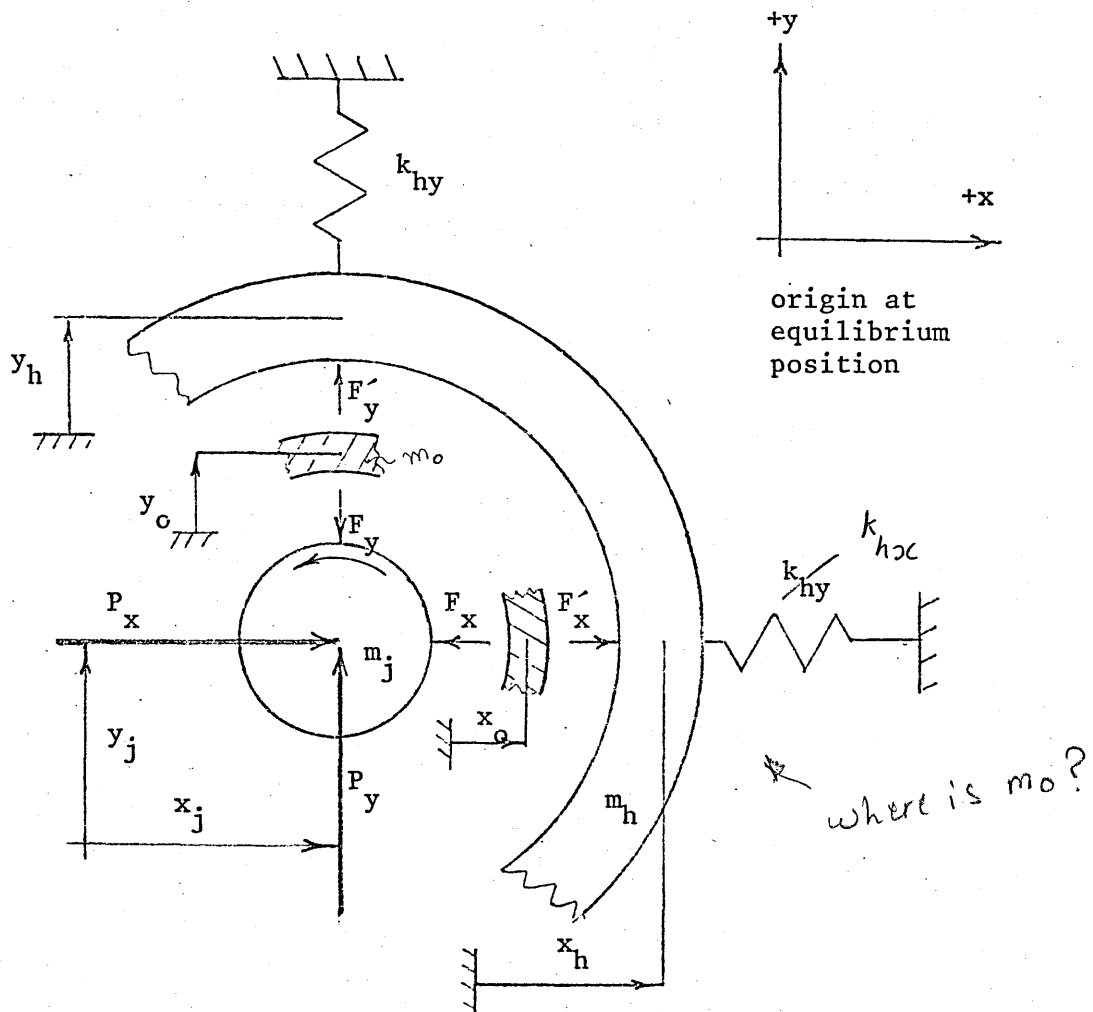 +y
k_hy
+x
origin at
equilibrium
position
y_h
F'_y
m_o
y_o
F_y
k_hx
k_hy
P_x
F_x
F'_x
m_j
x_o
y_j
P_y
x_j
m_h
where is mo?
x_h